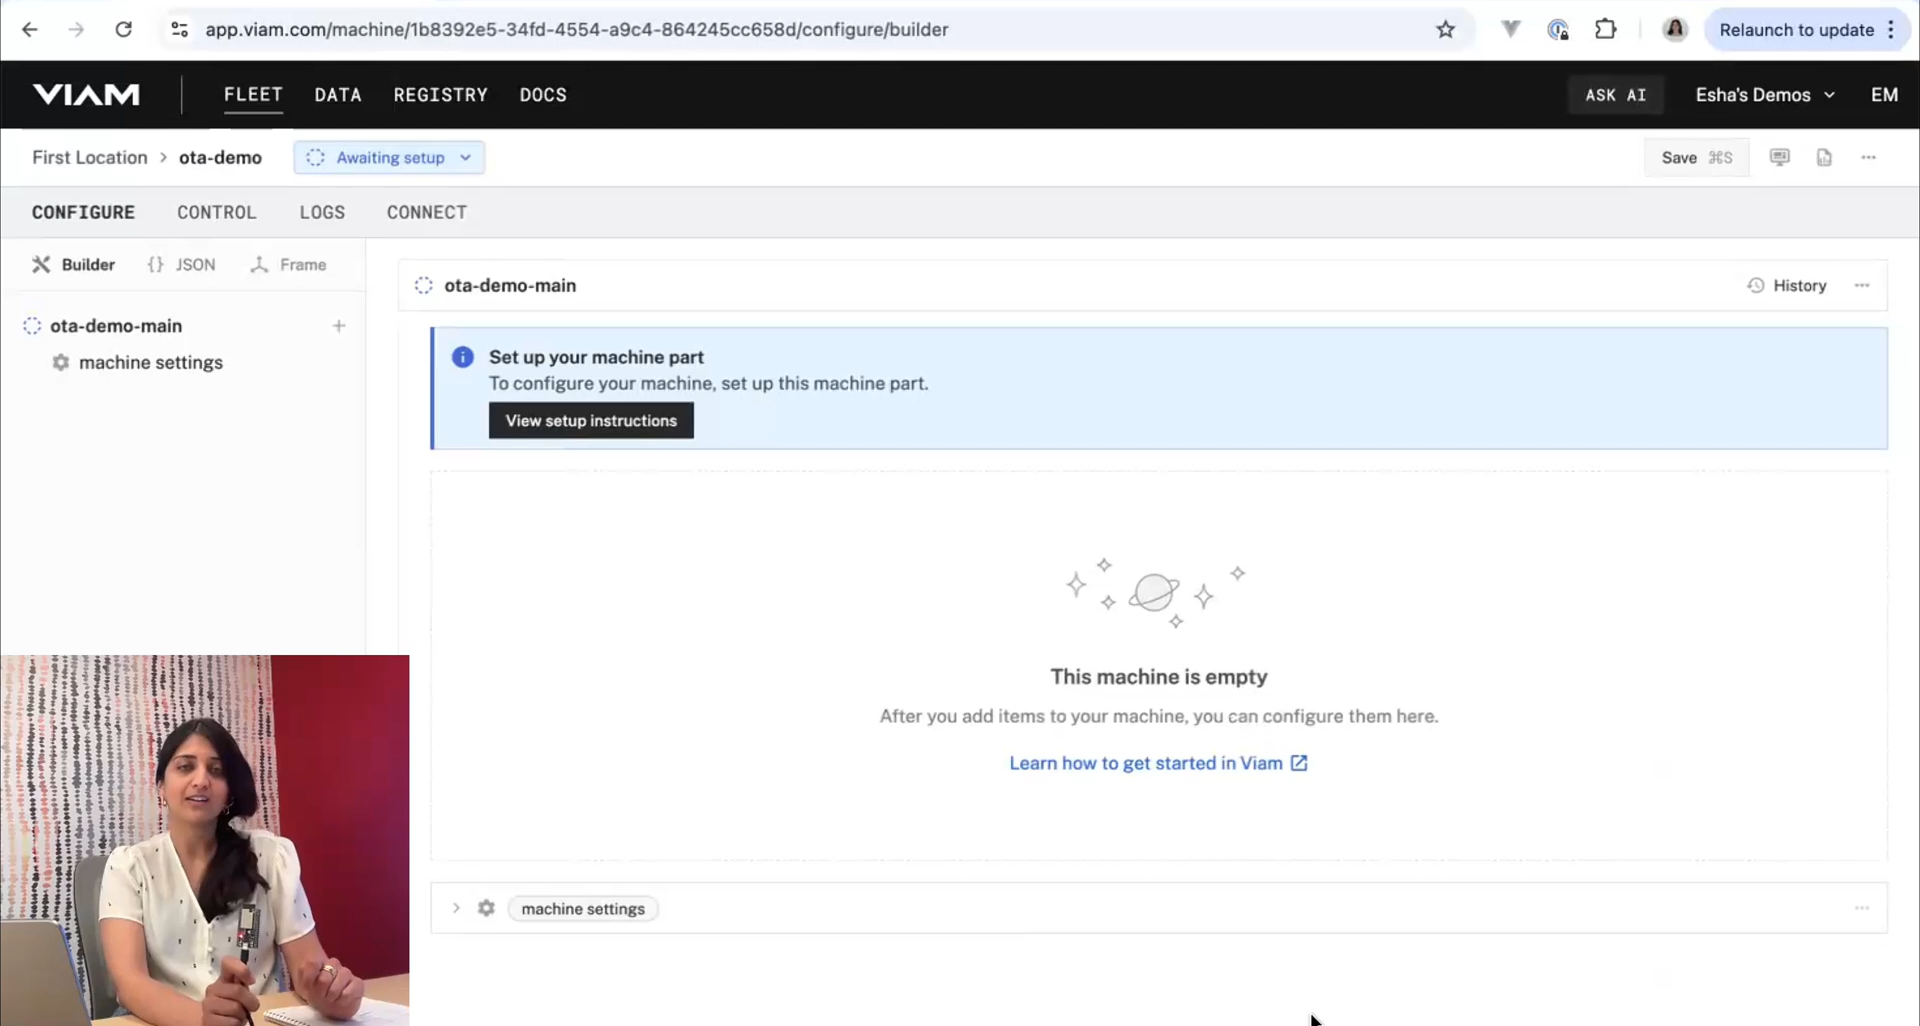 app.viam.com/machine/1b8392e5-34fd-4554-a9c4-864245cc658d/configure/builder
Relaunch to update
VIAM
FLEET
DATA
REGISTRY
DOCS
ASK AI
Esha's Demos
EM
First Location > ota-demo
Awaiting setup
Save ⌘S
CONFIGURE
CONTROL
LOGS
CONNECT
Builder
{} JSON
Frame
ota-demo-main
History
ota-demo-main
machine settings
Set up your machine part
To configure your machine, set up this machine part.
View setup instructions
This machine is empty
After you add items to your machine, you can configure them here.
Learn how to get started in Viam
machine settings